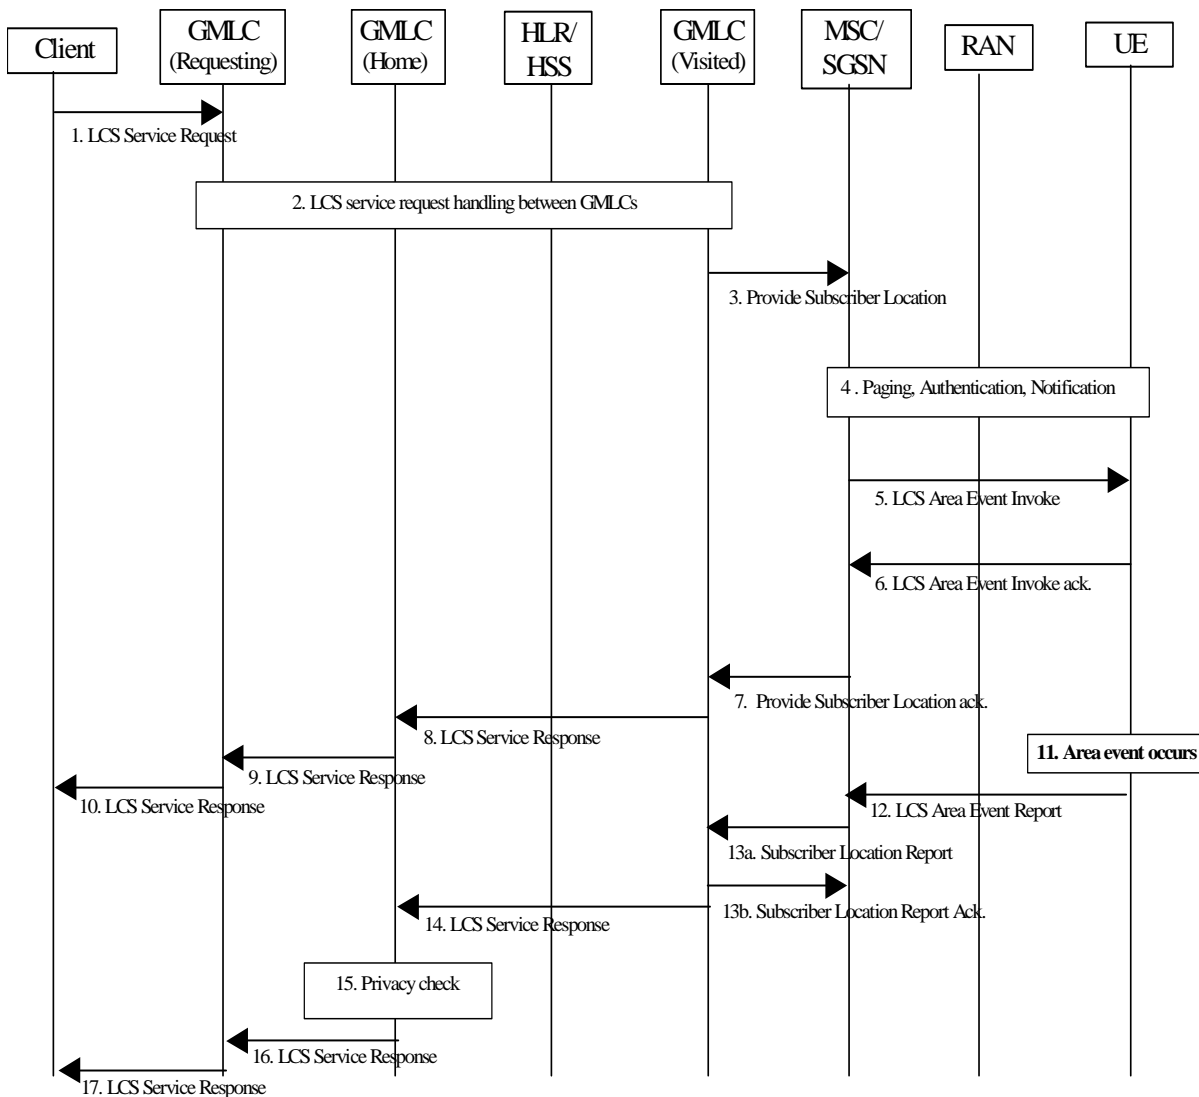 Client
GMLC
(Requesting)
GMLC
(Home)
HLR/
HSS
GMLC
(Visited)
MSC/
SGSN
RAN
UE
1. LCS Service Request
2. LCS service request handling between GMLCs
3. Provide Subscriber Location
4 . Paging, Authentication, Notification
5. LCS Area Event Invoke
6. LCS Area Event Invoke ack.
7. Provide Subscriber Location ack.
8. LCS Service Response
9. LCS Service Response
10. LCS Service Response
11. Area event occurs
12. LCS Area Event Report
13a. Subscriber Location Report
13b. Subscriber Location Report Ack.
14. LCS Service Response
15. Privacy check
16. LCS Service Response
17. LCS Service Response